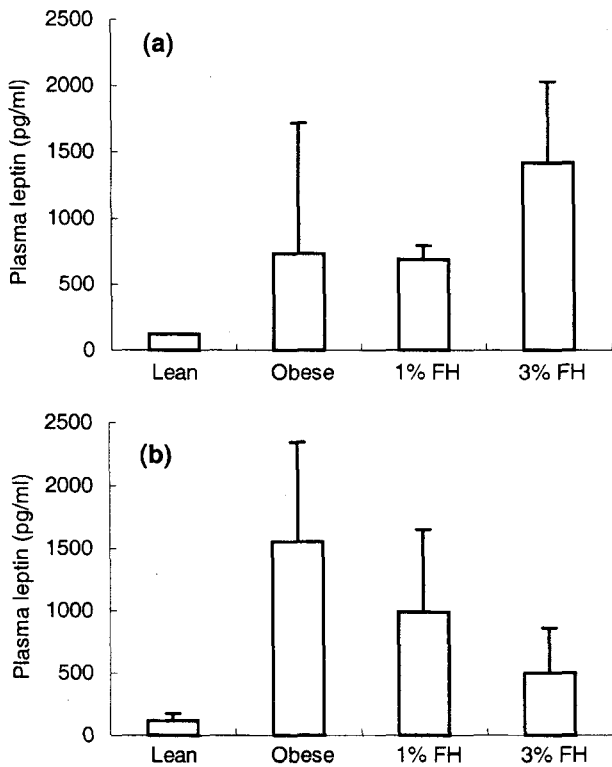 2500
(a)
2000
1500
1000
500
0
Plasma leptin (pg/ml)
Lean Obese 1% FH 3% FH
2500
(b)
2000
1500
1000
500
0
Plasma leptin (pg/ml)
Lean Obese 1% FH 3% FH